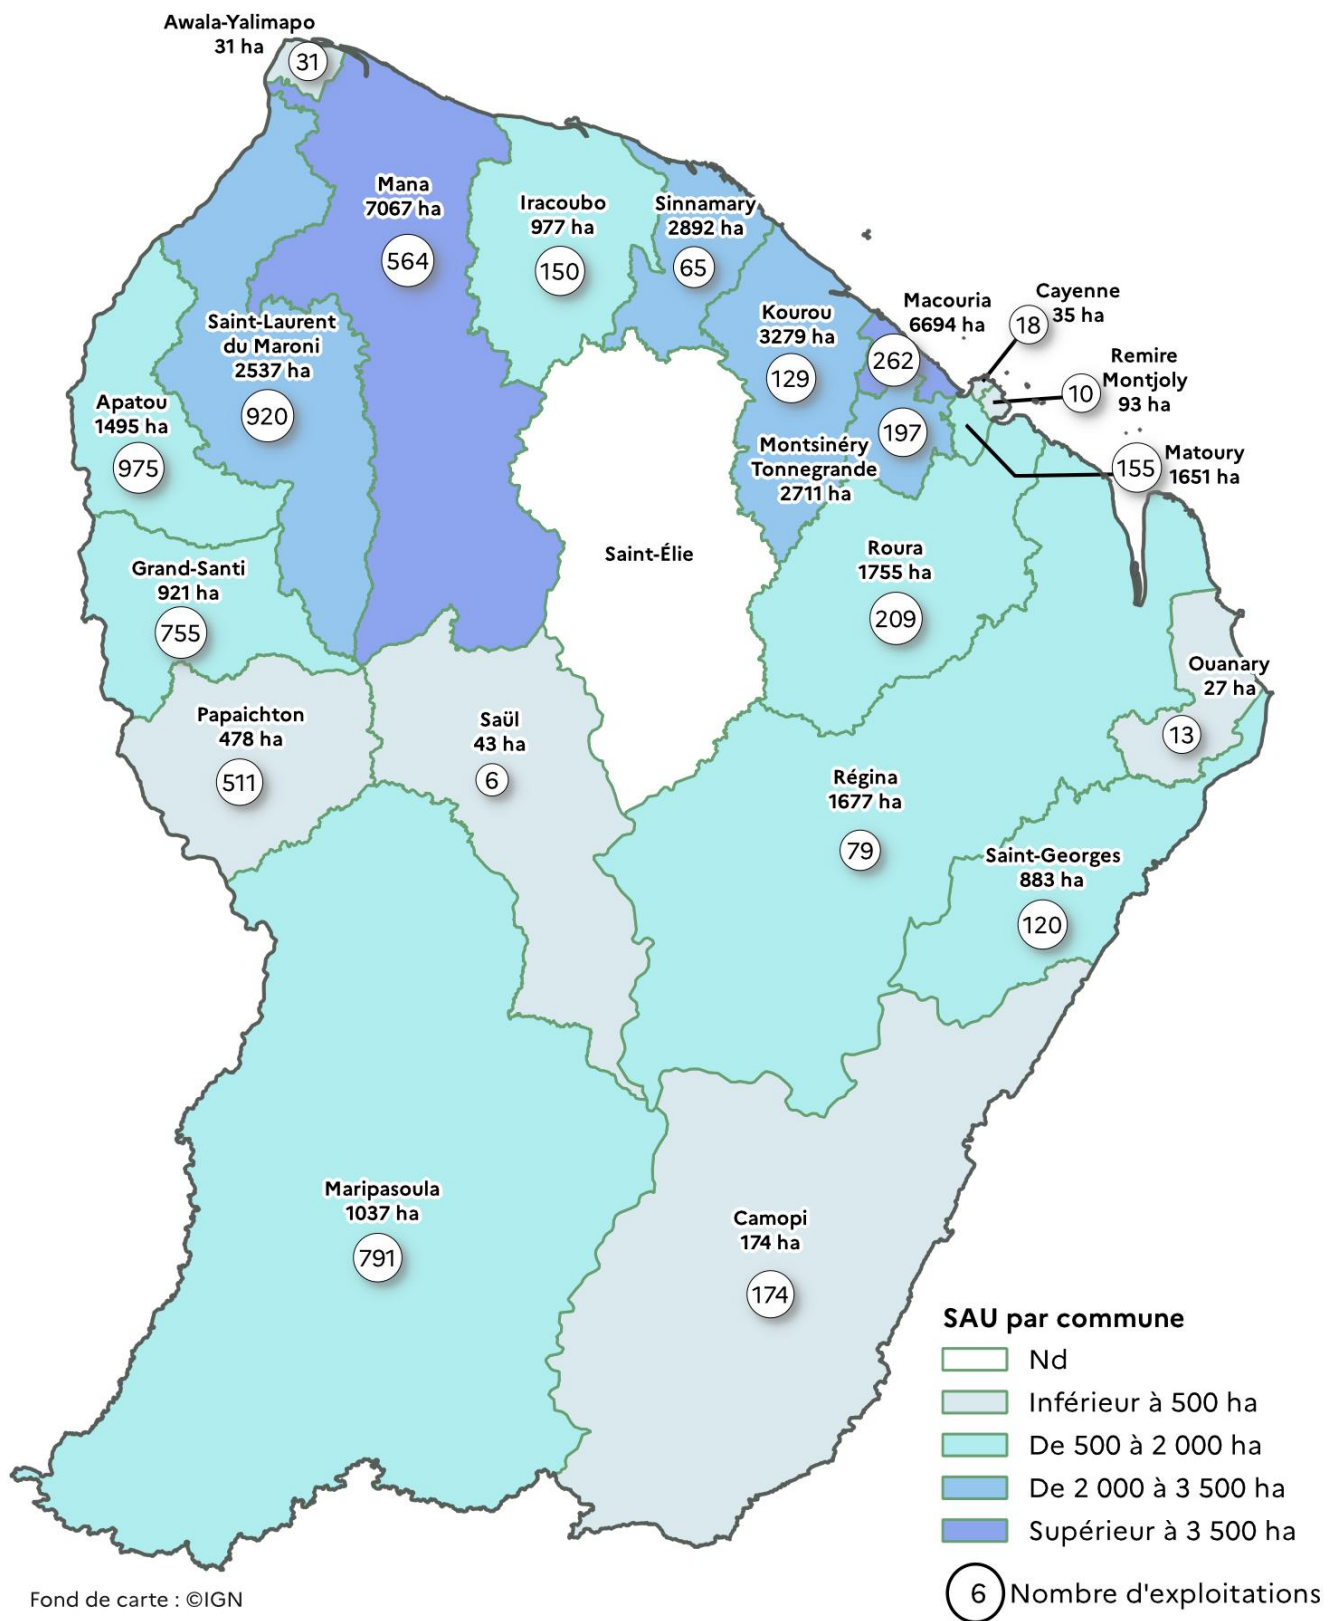 Awala-Yalimapo
31 ha
31
Mana
7067 ha
564
Iracoubo
977 ha
150
Sinnamary
2892 ha
65
Kourou
3279 ha
129
Macouria
6694 ha
262
Cayenne
35 ha
18
Remire
Montjoly
93 ha
10
Saint-Laurent
du Maroni
2537 ha
920
Apatou
1495 ha
975
Montsinéry
Tonnegrande
2711 ha
197
Matoury
1651 ha
155
Saint-Élie
Roura
1755 ha
209
Grand-Santi
921 ha
755
Ouanary
27 ha
13
Papaichton
478 ha
511
Saül
43 ha
6
Régina
1677 ha
79
Saint-Georges
883 ha
120
Maripasoula
1037 ha
791
Camopi
174 ha
174
SAU par commune
Nd
Inférieur à 500 ha
De 500 à 2 000 ha
De 2 000 à 3 500 ha
Supérieur à 3 500 ha
6 Nombre d'exploitations
Fond de carte : ©IGN